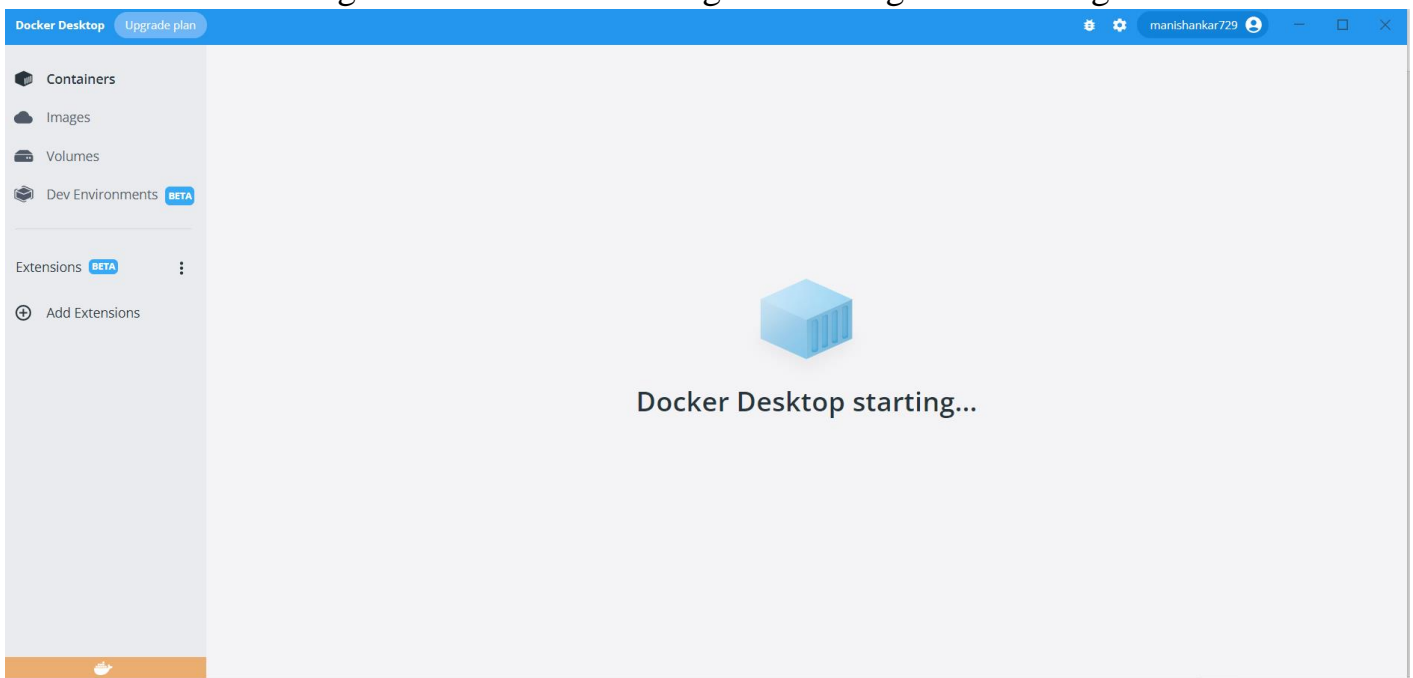 Docker Desktop Upgrade plan manishankar729
Containers
Images
Volumes
Dev Environments BETA
Extensions BETA
Add Extensions
Docker Desktop starting...